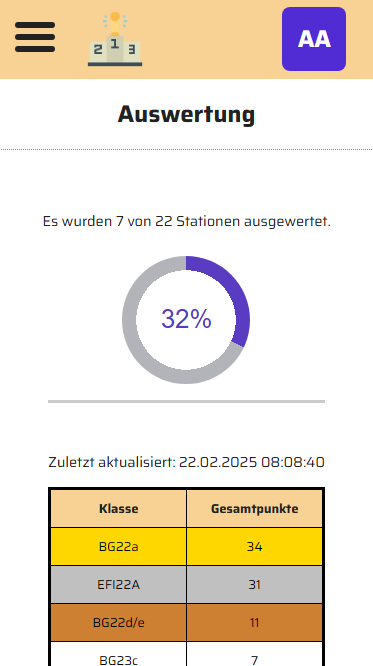 2 1 3
AA
Auswertung
Es wurden 7 von 22 Stationen ausgewertet.
32%
Zuletzt aktualisiert: 22.02.2025 08:08:40
Klasse Gesamtpunkte
BG22a 34
EFI22A 31
BG22d/e 11
BG23c 7